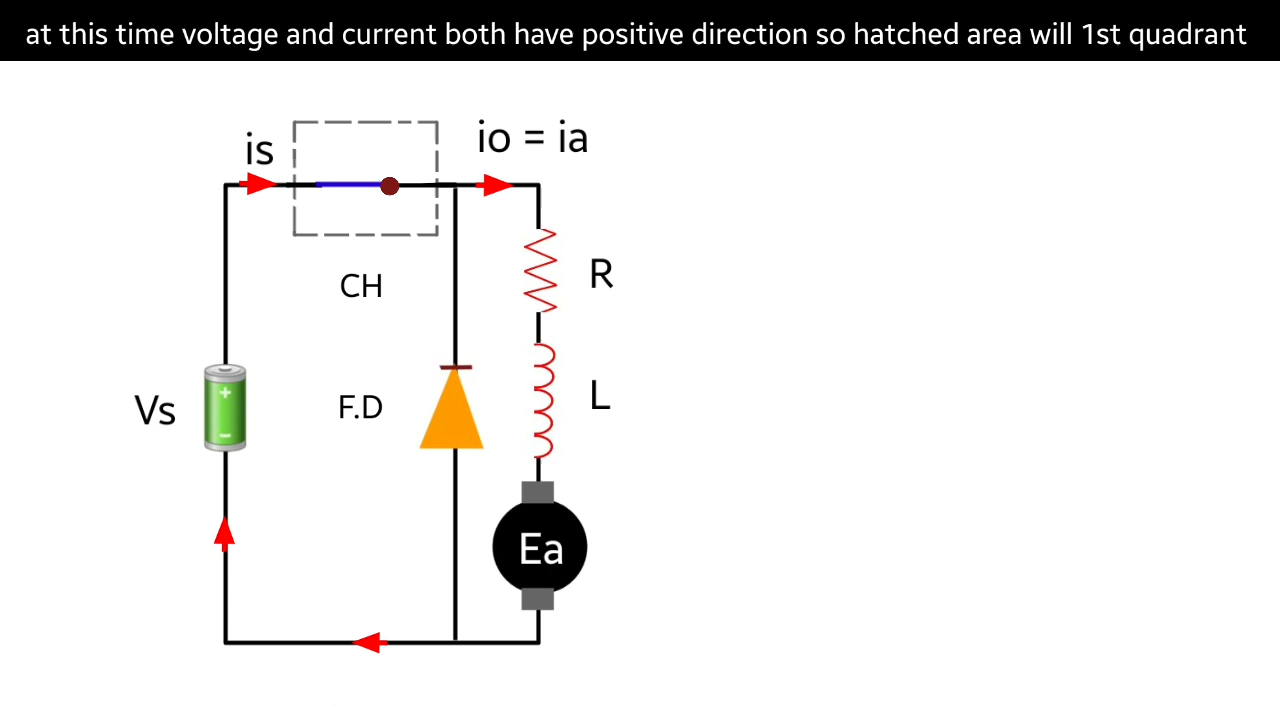 at this time voltage and current both have positive direction so hatched area will 1st quadrant
is
io = ia
CH
R
Vs
F.D
L
+
Ea